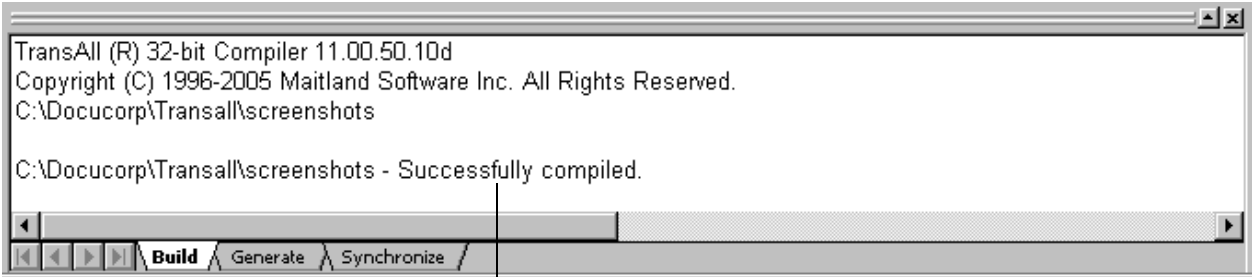 TransAll (R) 32-bit Compiler 11.00.50.10d
Copyright (C) 1996-2005 Maitland Software Inc. All Rights Reserved.
C:\Docucorp\Transall\screenshots
C:\Docucorp\Transall\screenshots - Successfully compiled.
Build Generate Synchronize